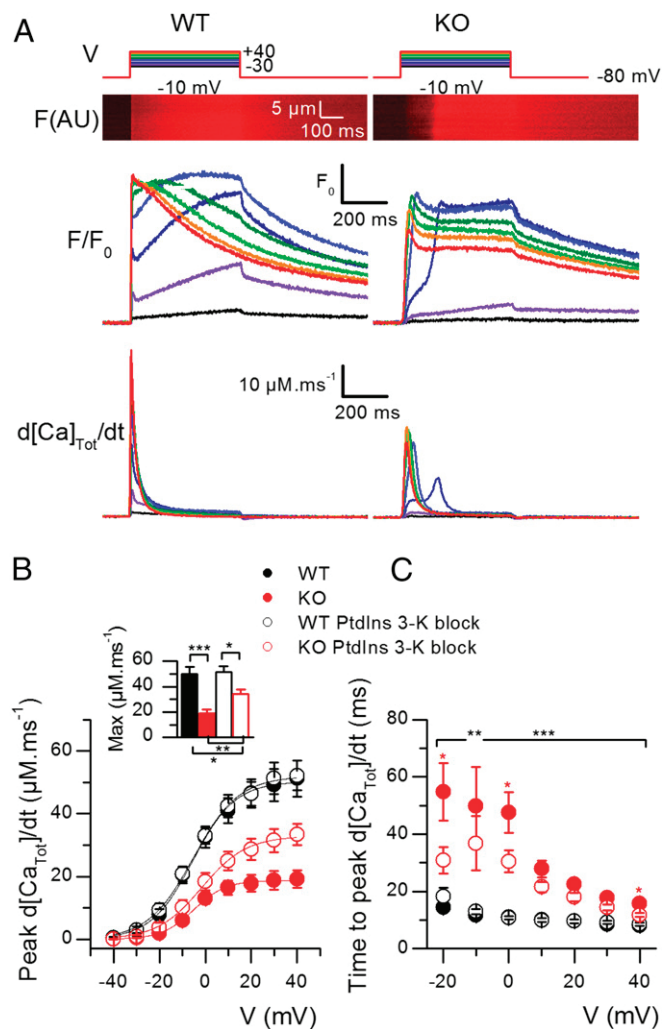 A
WT
KO
V
+40
-30
-80 mV
-10 mV
-10 mV
F(AU)
5 µm
100 ms
F/F0
F0
200 ms
200 ms
d[Ca]Tot/dt
10 µM.ms-1
200 ms
B
C
WT
KO
WT PtdIns 3-K block
KO PtdIns 3-K block
Max (µM.ms-1)
60
40
20
0
***
*
**
*
Peak d[CaTot]/dt (µM.ms-1)
60
40
20
0
-40 -20 0 20 40
V (mV)
Time to peak d[CaTot]/dt (ms)
80
60
40
20
0
** ***
*
*
*
-20 0 20 40
V (mV)